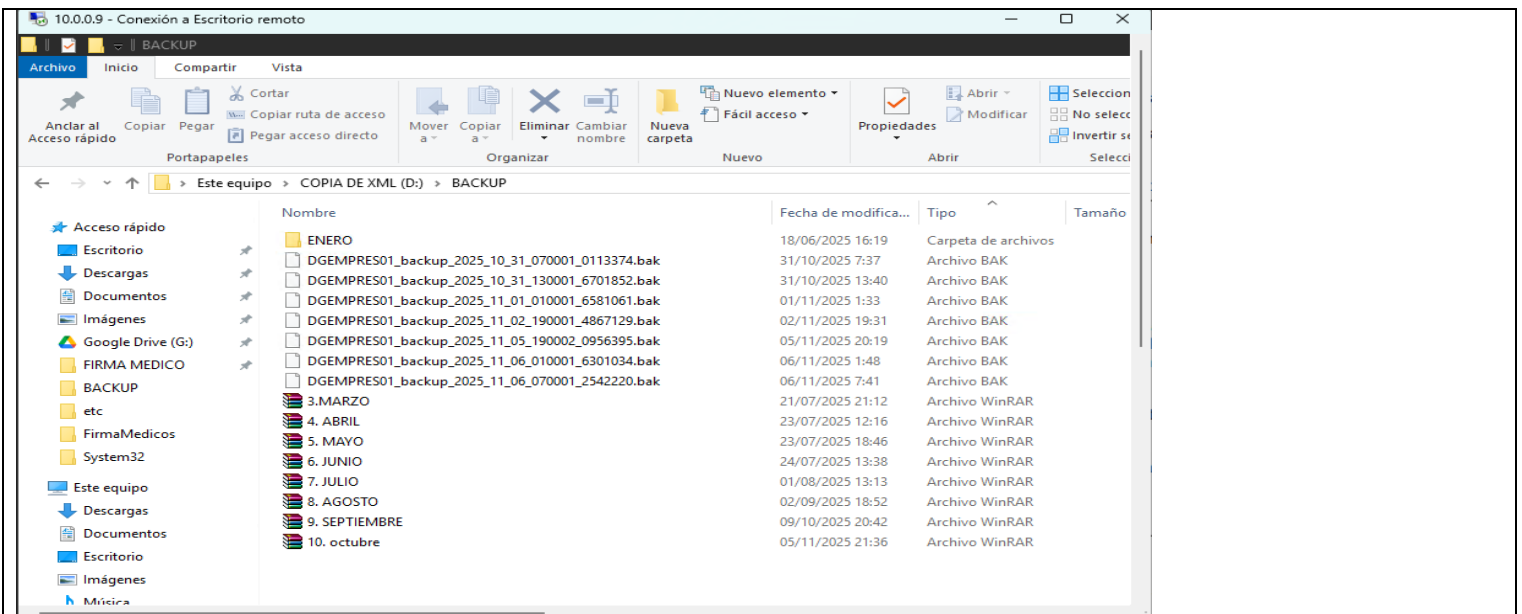 10.0.0.9 - Conexión a Escritorio remoto
BACKUP
Archivo Inicio Compartir Vista
Anclar al Acceso rápido
Copiar
Pegar
Cortar
Copiar ruta de acceso
Pegar acceso directo
Portapapeles
Mover a
Copiar a
Eliminar
Cambiar nombre
Organizar
Nueva carpeta
Nuevo elemento
Fácil acceso
Nuevo
Propiedades
Abrir
Modificar
Abrir
Seleccion
No selecc
Invertir se
Selecci
Este equipo > COPIA DE XML (D:) > BACKUP
Acceso rápido
Escritorio
Descargas
Documentos
Imágenes
Google Drive (G:)
FIRMA MEDICO
BACKUP
etc
FirmaMedicos
System32
Este equipo
Descargas
Documentos
Escritorio
Imágenes
Música
Nombre Fecha de modifica... Tipo Tamaño
ENERO 18/06/2025 16:19 Carpeta de archivos
DGEMPRES01_backup_2025_10_31_070001_0113374.bak 31/10/2025 7:37 Archivo BAK
DGEMPRES01_backup_2025_10_31_130001_6701852.bak 31/10/2025 13:40 Archivo BAK
DGEMPRES01_backup_2025_11_01_010001_6581061.bak 01/11/2025 1:33 Archivo BAK
DGEMPRES01_backup_2025_11_02_190001_4867129.bak 02/11/2025 19:31 Archivo BAK
DGEMPRES01_backup_2025_11_05_190002_0956395.bak 05/11/2025 20:19 Archivo BAK
DGEMPRES01_backup_2025_11_06_010001_6301034.bak 06/11/2025 1:48 Archivo BAK
DGEMPRES01_backup_2025_11_06_070001_2542220.bak 06/11/2025 7:41 Archivo BAK
3.MARZO 21/07/2025 21:12 Archivo WinRAR
4. ABRIL 23/07/2025 12:16 Archivo WinRAR
5. MAYO 23/07/2025 18:46 Archivo WinRAR
6. JUNIO 24/07/2025 13:38 Archivo WinRAR
7. JULIO 01/08/2025 13:13 Archivo WinRAR
8. AGOSTO 02/09/2025 18:52 Archivo WinRAR
9. SEPTIEMBRE 09/10/2025 20:42 Archivo WinRAR
10. octubre 05/11/2025 21:36 Archivo WinRAR